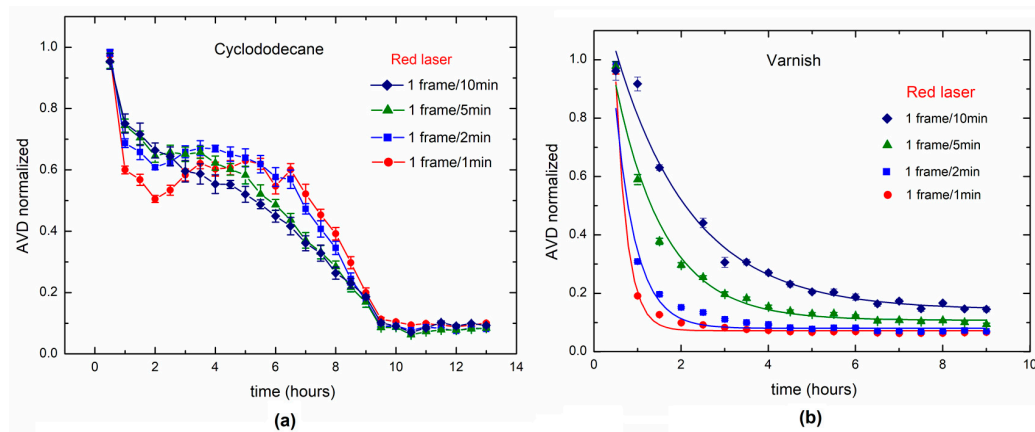 Cyclododecane
Red laser
1 frame/10min
1 frame/5min
1 frame/2min
1 frame/1min
AVD normalized
1.0
0.8
0.6
0.4
0.2
0.0
0 2 4 6 8 10 12 14
time (hours)
(a)
Varnish
Red laser
1 frame/10min
1 frame/5min
1 frame/2min
1 frame/1min
AVD normalized
1.0
0.8
0.6
0.4
0.2
0.0
0 2 4 6 8 10
time (hours)
(b)